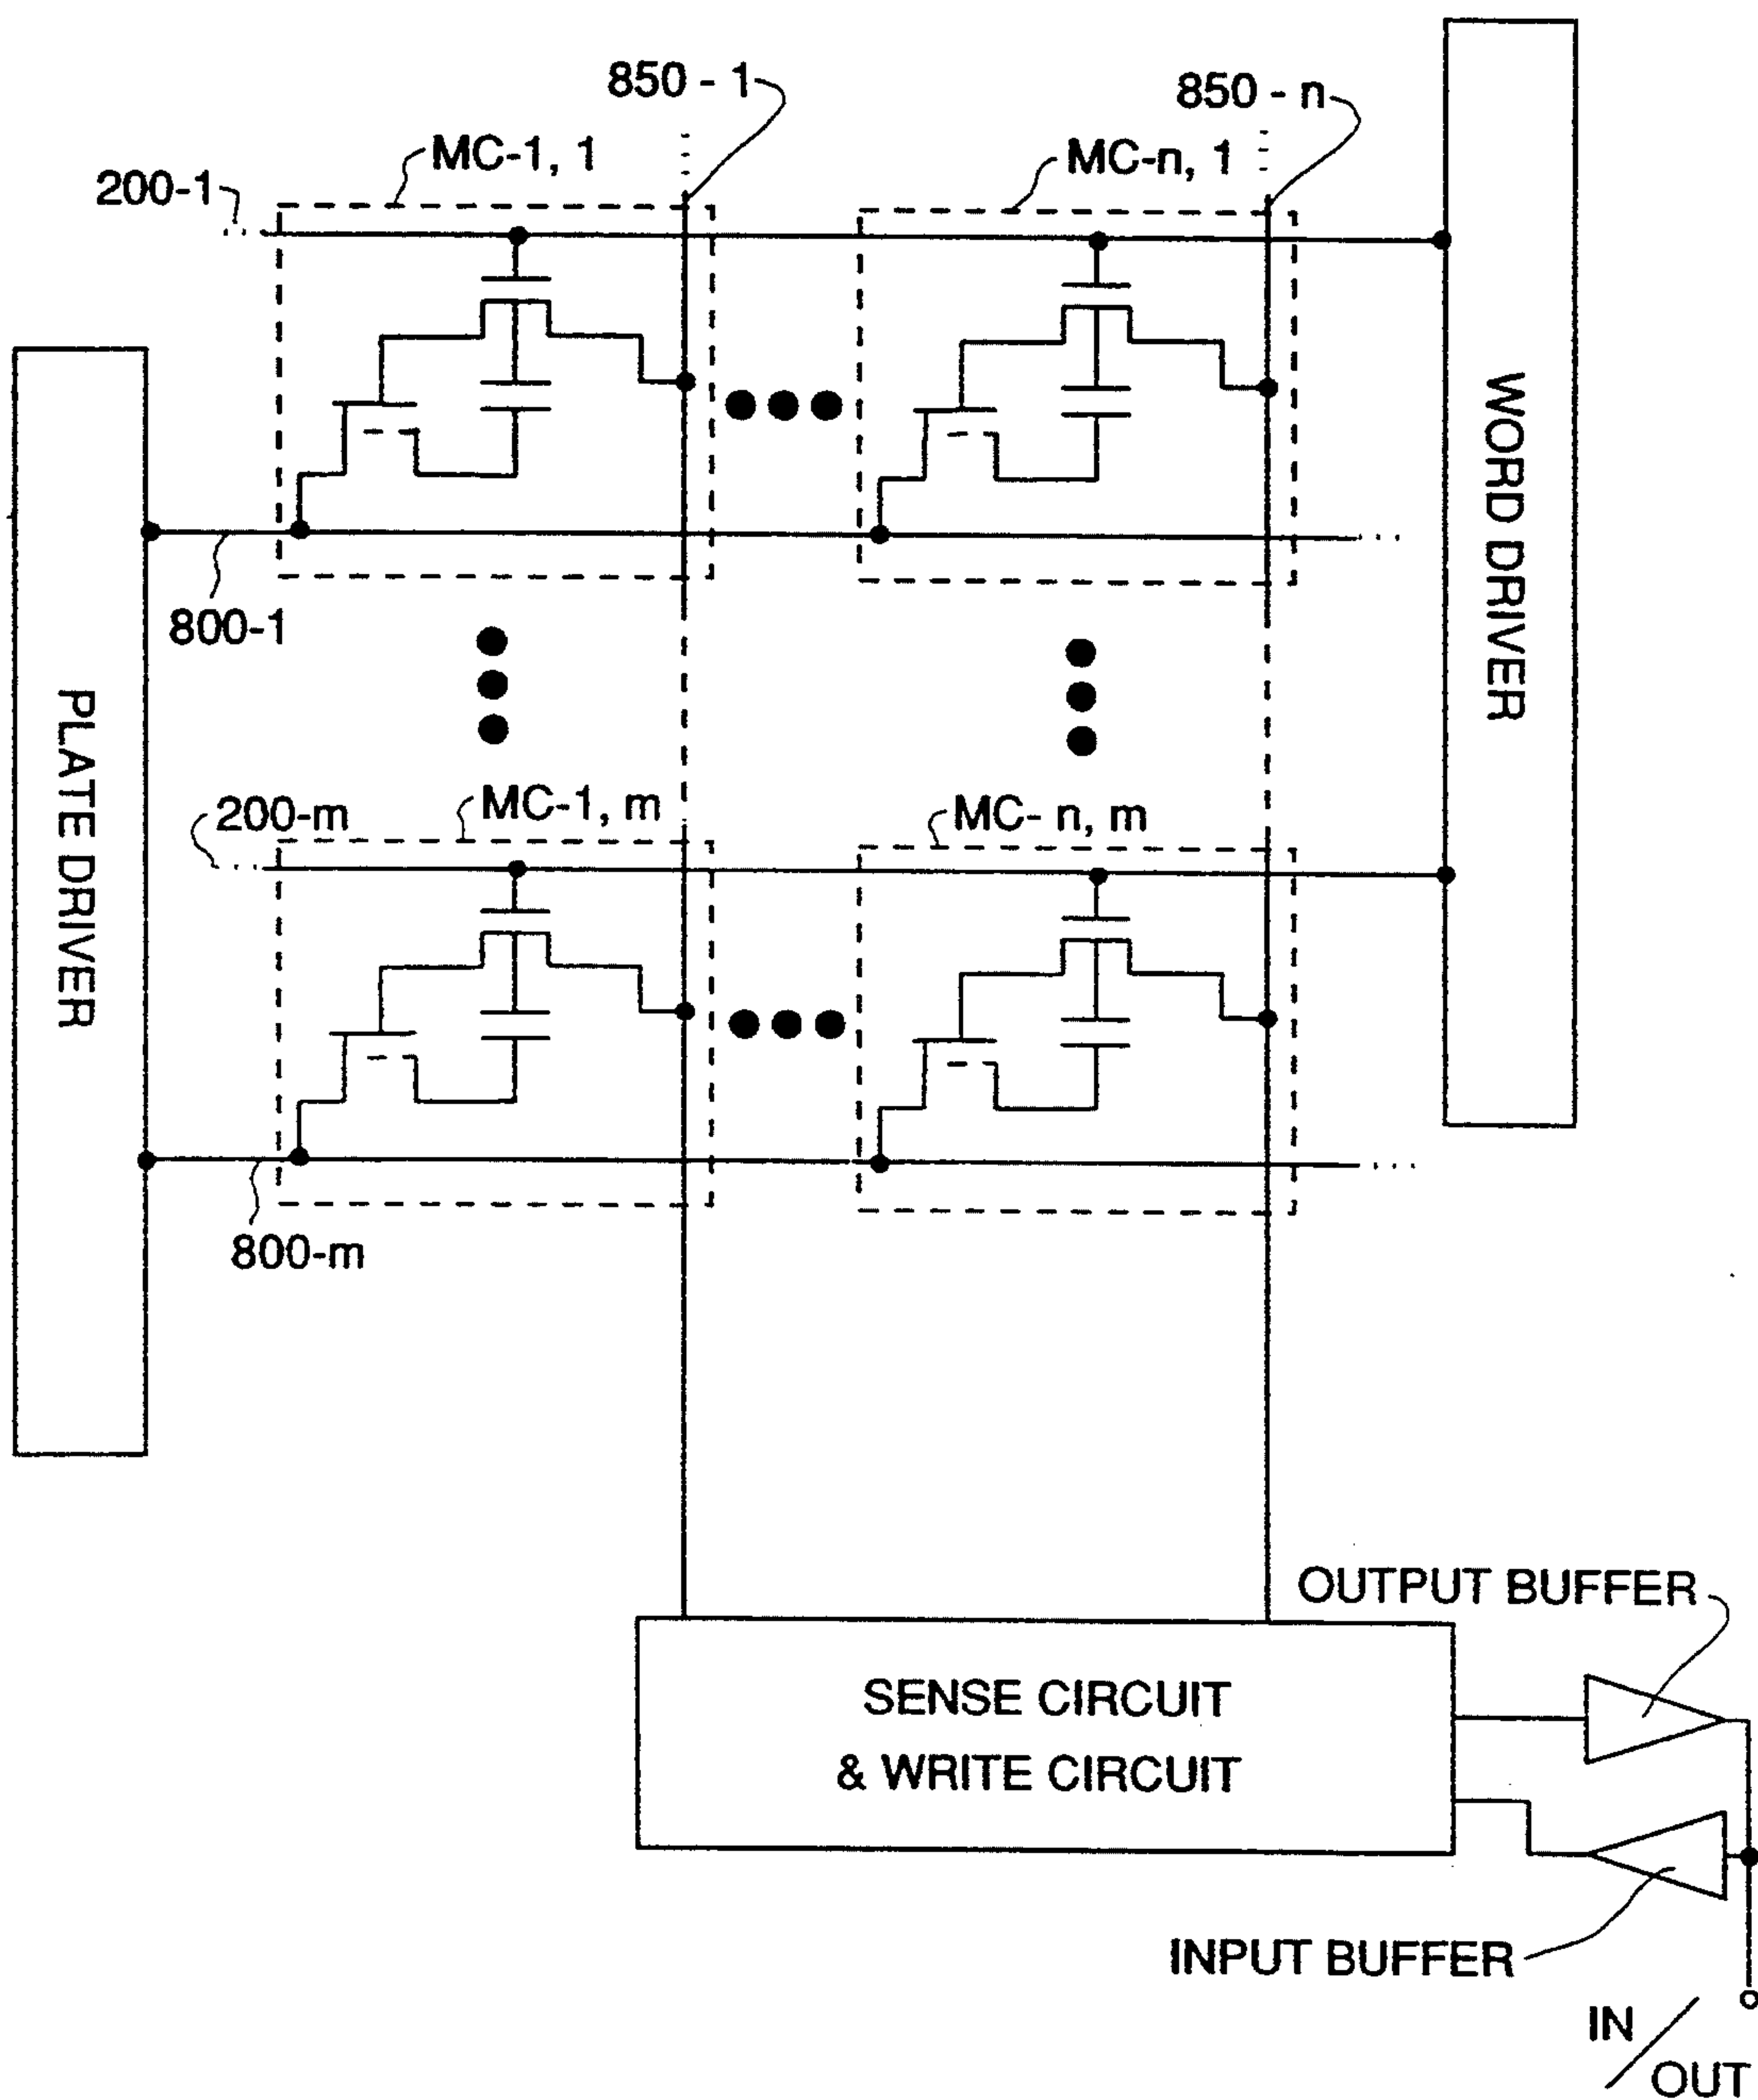 850 - 1
850 - n
MC-1, 1
MC-n, 1
200-1
WORD DRIVER
800-1
PLATE DRIVER
200-m
MC-1, m
MC- n, m
800-m
OUTPUT BUFFER
SENSE CIRCUIT
& WRITE CIRCUIT
INPUT BUFFER
IN
OUT